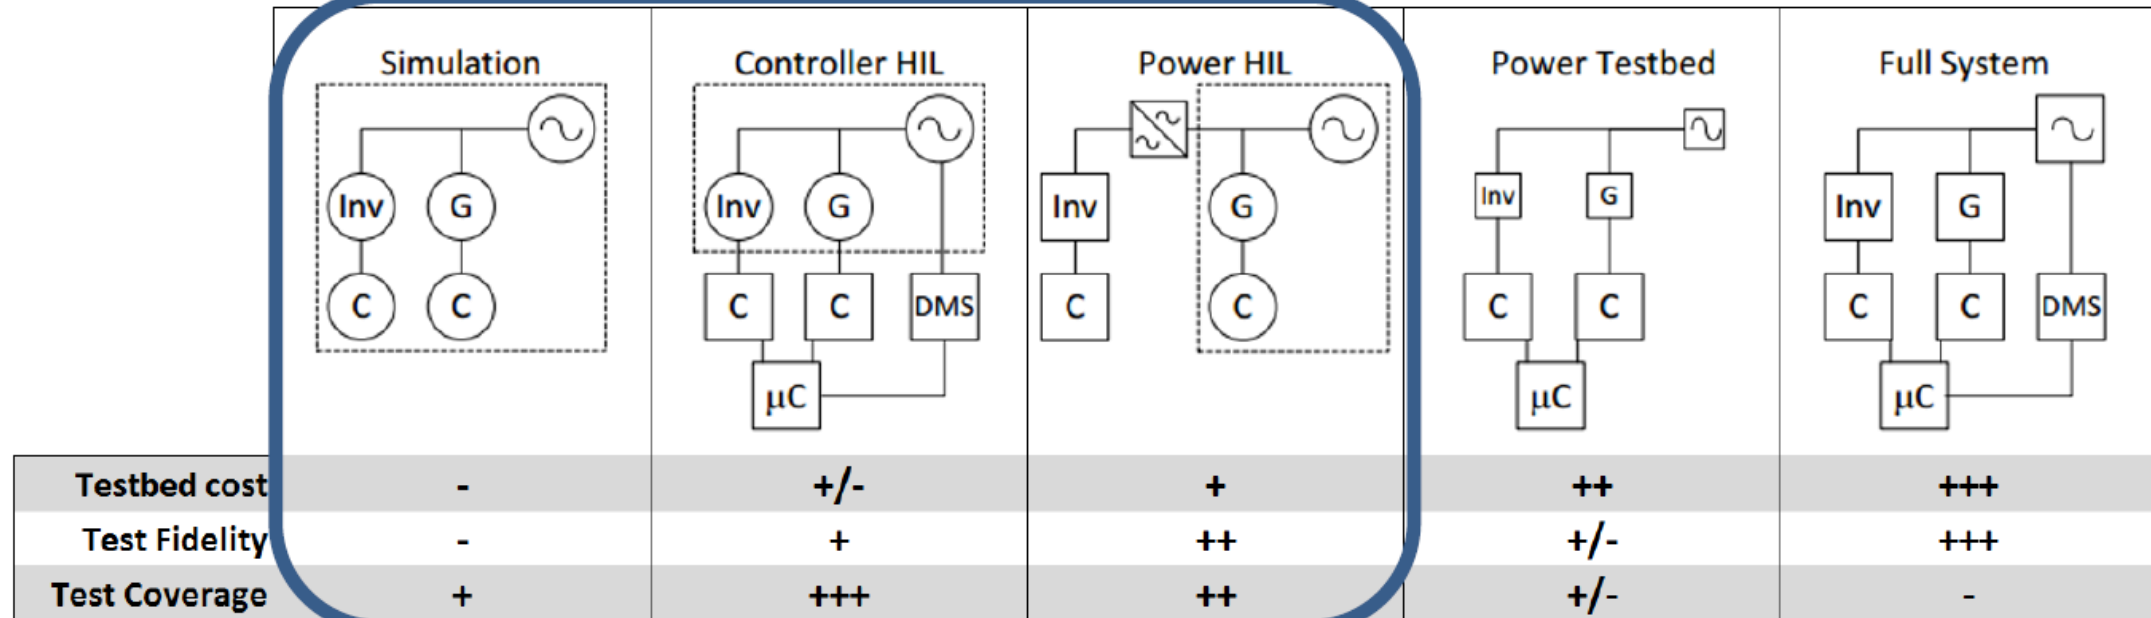 Simulation Controller HIL Power HIL Power Testbed Full System
Inv G Inv G Inv G Inv G Inv G
C C C C DMS C C C C C C DMS
µC µC µC
Testbed cost - +/- + ++ +++
Test Fidelity - + ++ +/- +++
Test Coverage + +++ ++ +/- -